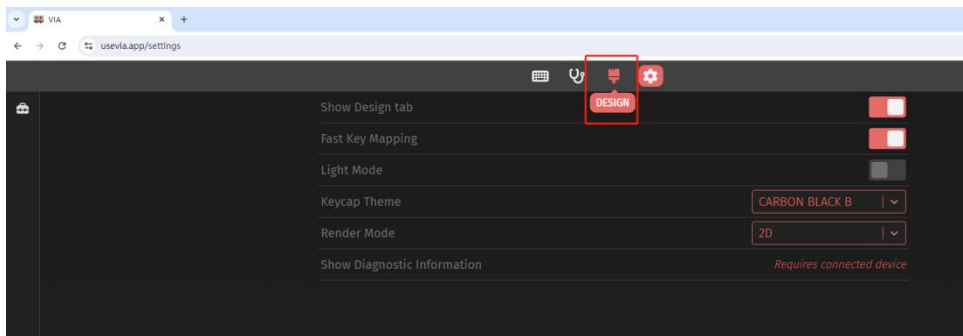 VIA
usevia.app/settings
DESIGN
Show Design tab
Fast Key Mapping
Light Mode
Keycap Theme CARBON BLACK B
Render Mode 2D
Show Diagnostic Information Requires connected device